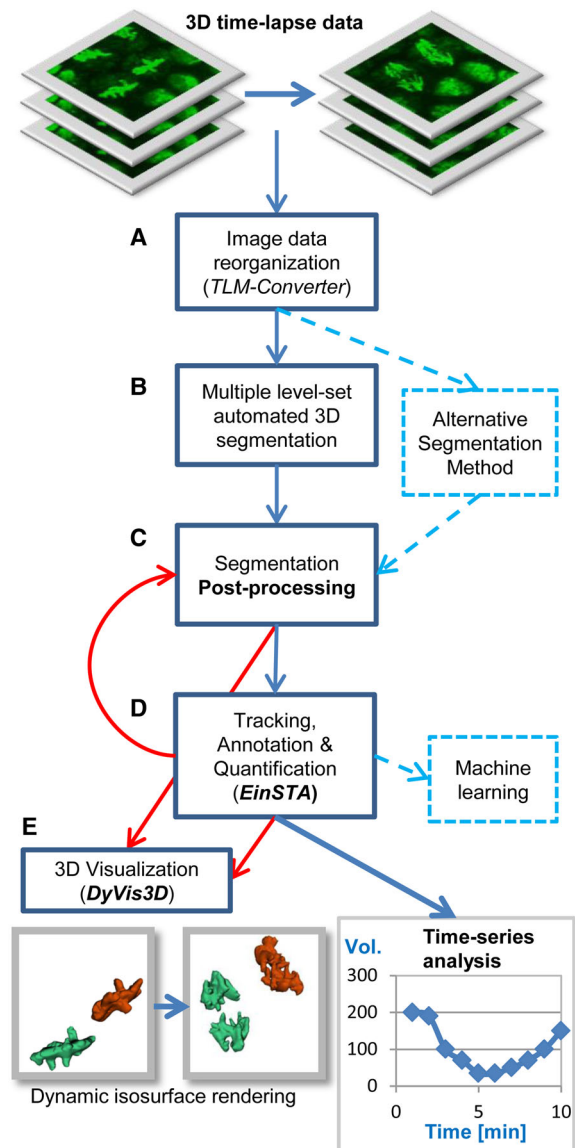 3D time-lapse data
A
Image data
reorganization
(TLM-Converter)
B
Multiple level-set
automated 3D
segmentation
Alternative
Segmentation
Method
C
Segmentation
Post-processing
D
Tracking,
Annotation &
Quantification
(EinSTA)
Machine
learning
E
3D Visualization
(DyVis3D)
Dynamic isosurface rendering
Vol.
Time-series
analysis
300
200
100
0
0 5 10
Time [min]